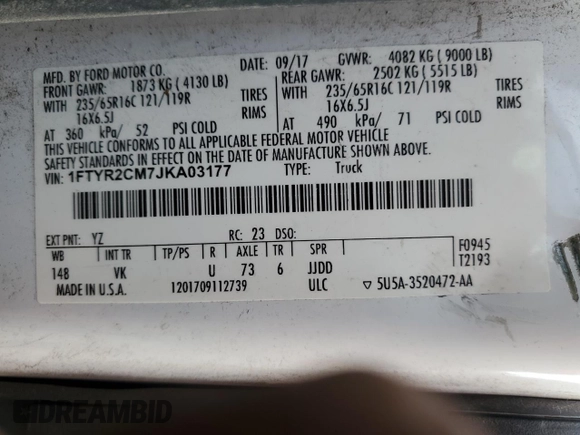 MFD. BY FORD MOTOR CO.
DATE: 09/17 GVWR: 4082 KG ( 9000 LB)
FRONT GAWR: 1873 KG ( 4130 LB)
REAR GAWR: 2502 KG ( 5515 LB)
WITH 235/65R16C 121/119R TIRES
WITH 235/65R16C 121/119R TIRES
16X6.5J RIMS
16X6.5J RIMS
AT 360 kPa/ 52 PSI COLD
AT 490 kPa/ 71 PSI COLD
THIS VEHICLE CONFORMS TO ALL APPLICABLE FEDERAL MOTOR VEHICLE
SAFETY STANDARDS IN EFFECT ON THE DATE OF MANUFACTURE SHOWN ABOVE.
VIN: 1FTYR2CM7JKA03177 TYPE: Truck
EXT PNT: YZ RC: 23 DSO:
WB INT TR TP/PS R AXLE TR SPR
148 VK U 73 6 JJDD
F0945
T2193
MADE IN U.S.A. 1201709112739 ULC ▽ 5U5A-3520472-AA
DREAMBID